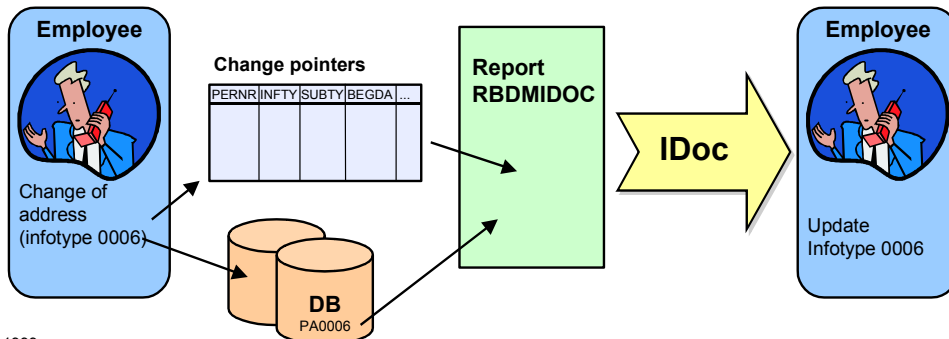 Employee
Change of
address
(infotype 0006)
Change pointers
PERNR INFTY SUBTY BEGDA ...
DB
PA0006
Report
RBDMIDOC
IDoc
Employee
Update
Infotype 0006